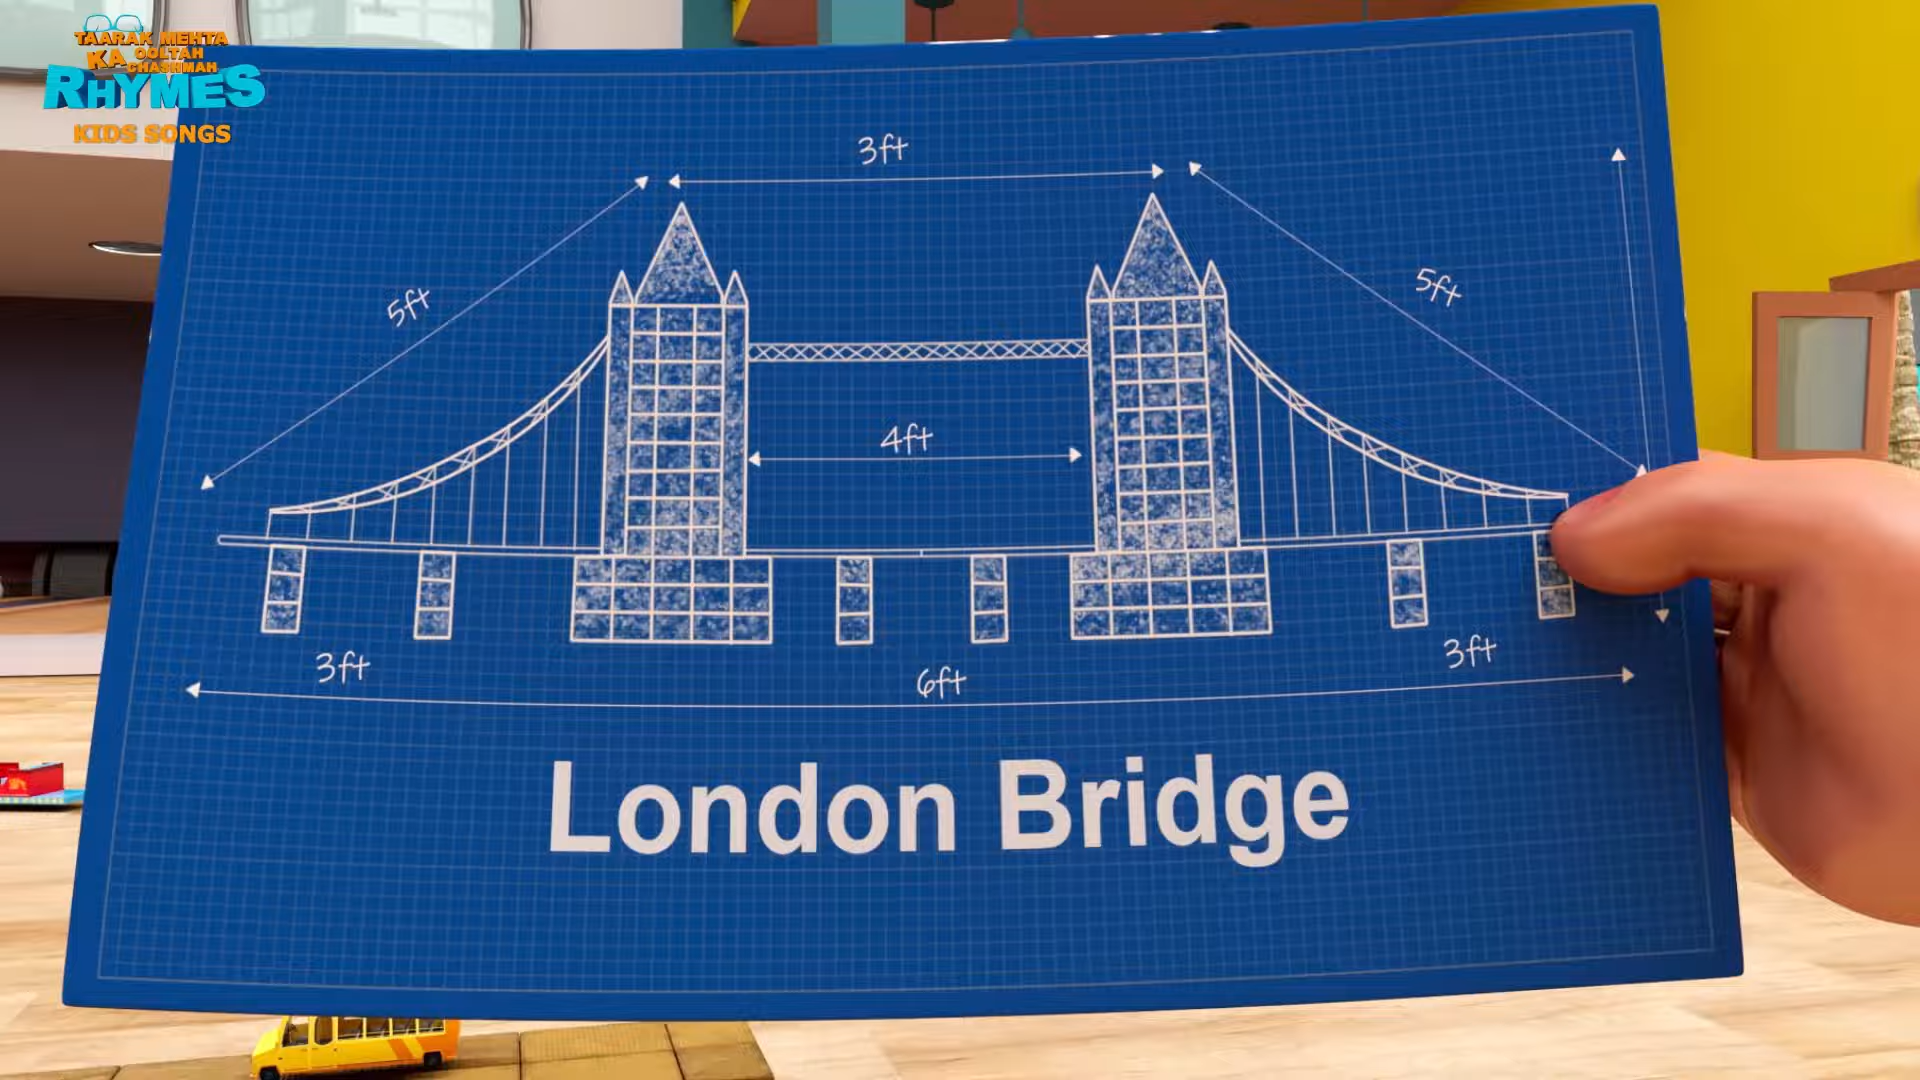 TAARAK MEHTA
KA OOLTAH
CHASHMAH
RHYMES
KIDS SONGS
3ft
5ft
5ft
4ft
3ft
6ft
3ft
London Bridge